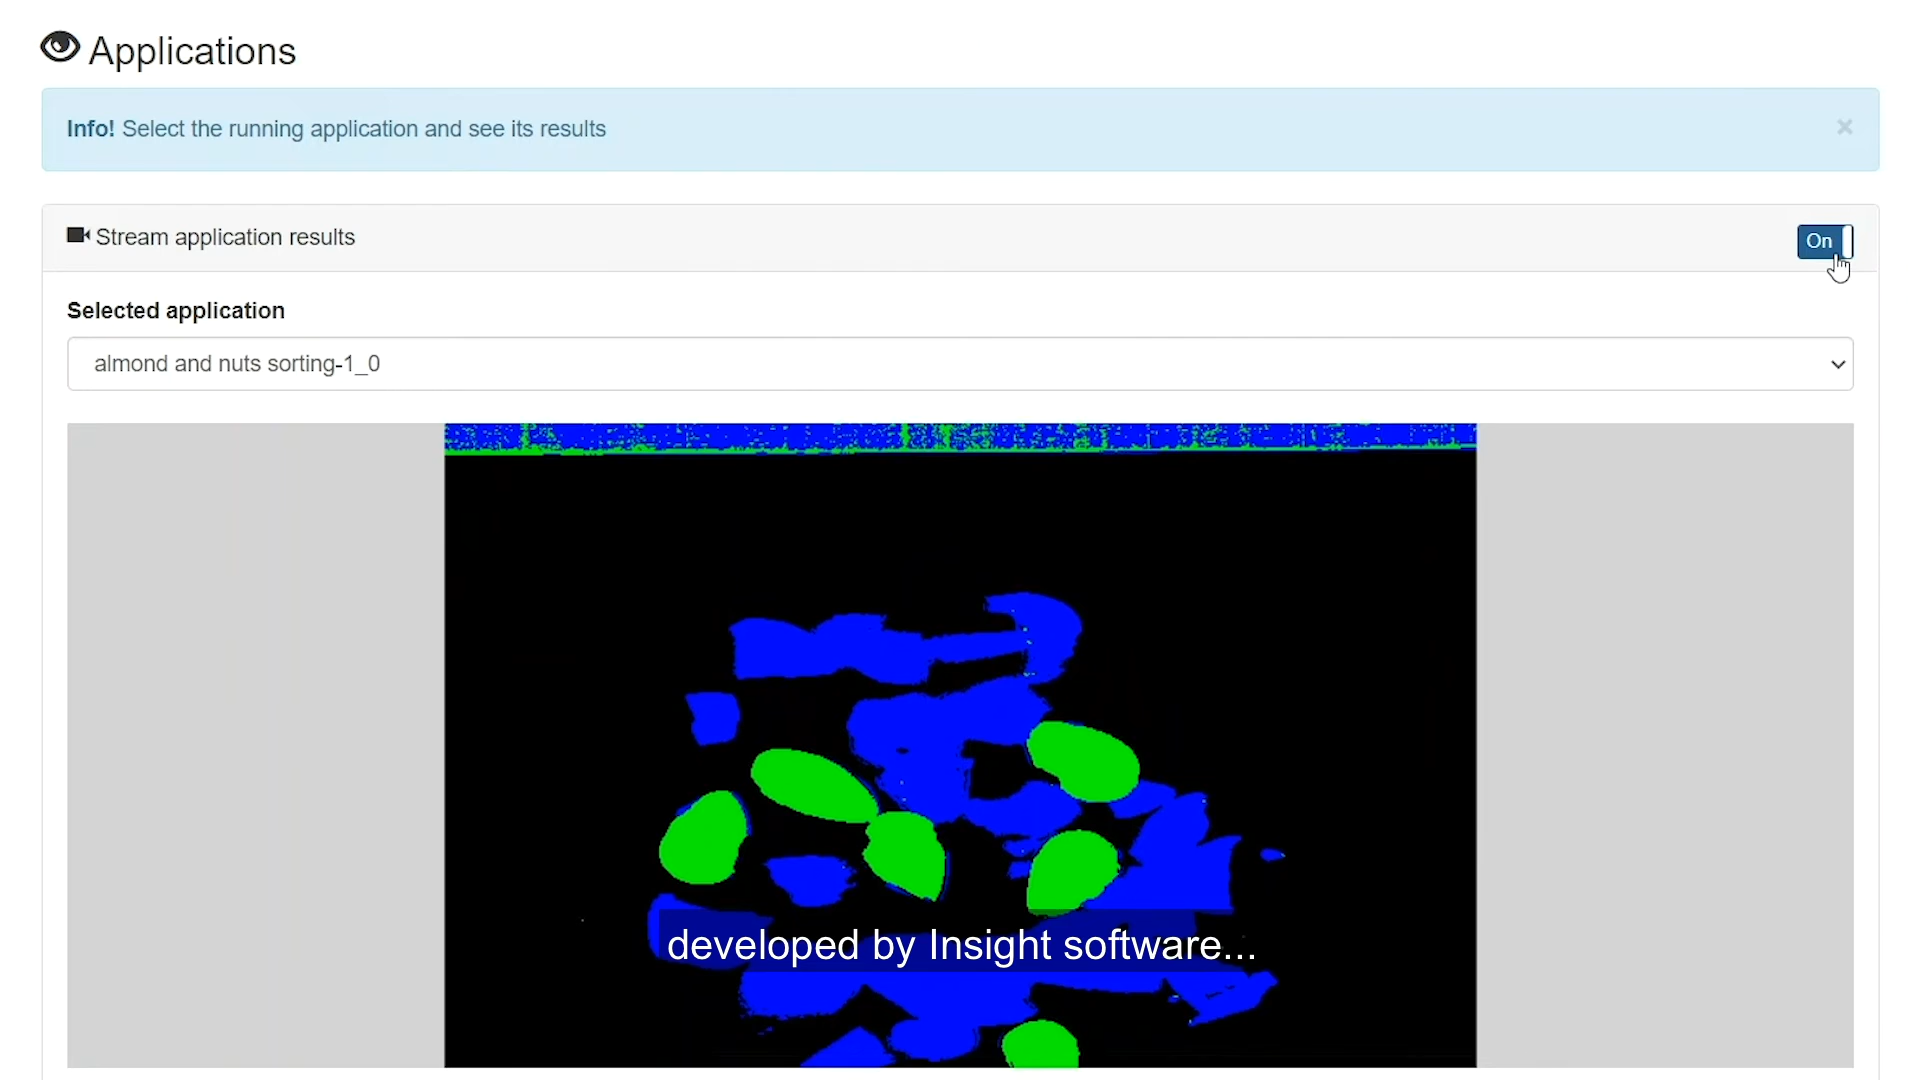 Applications
Info! Select the running application and see its results
×
Stream application results
On
Selected application
almond and nuts sorting-1_0
developed by Insight software...